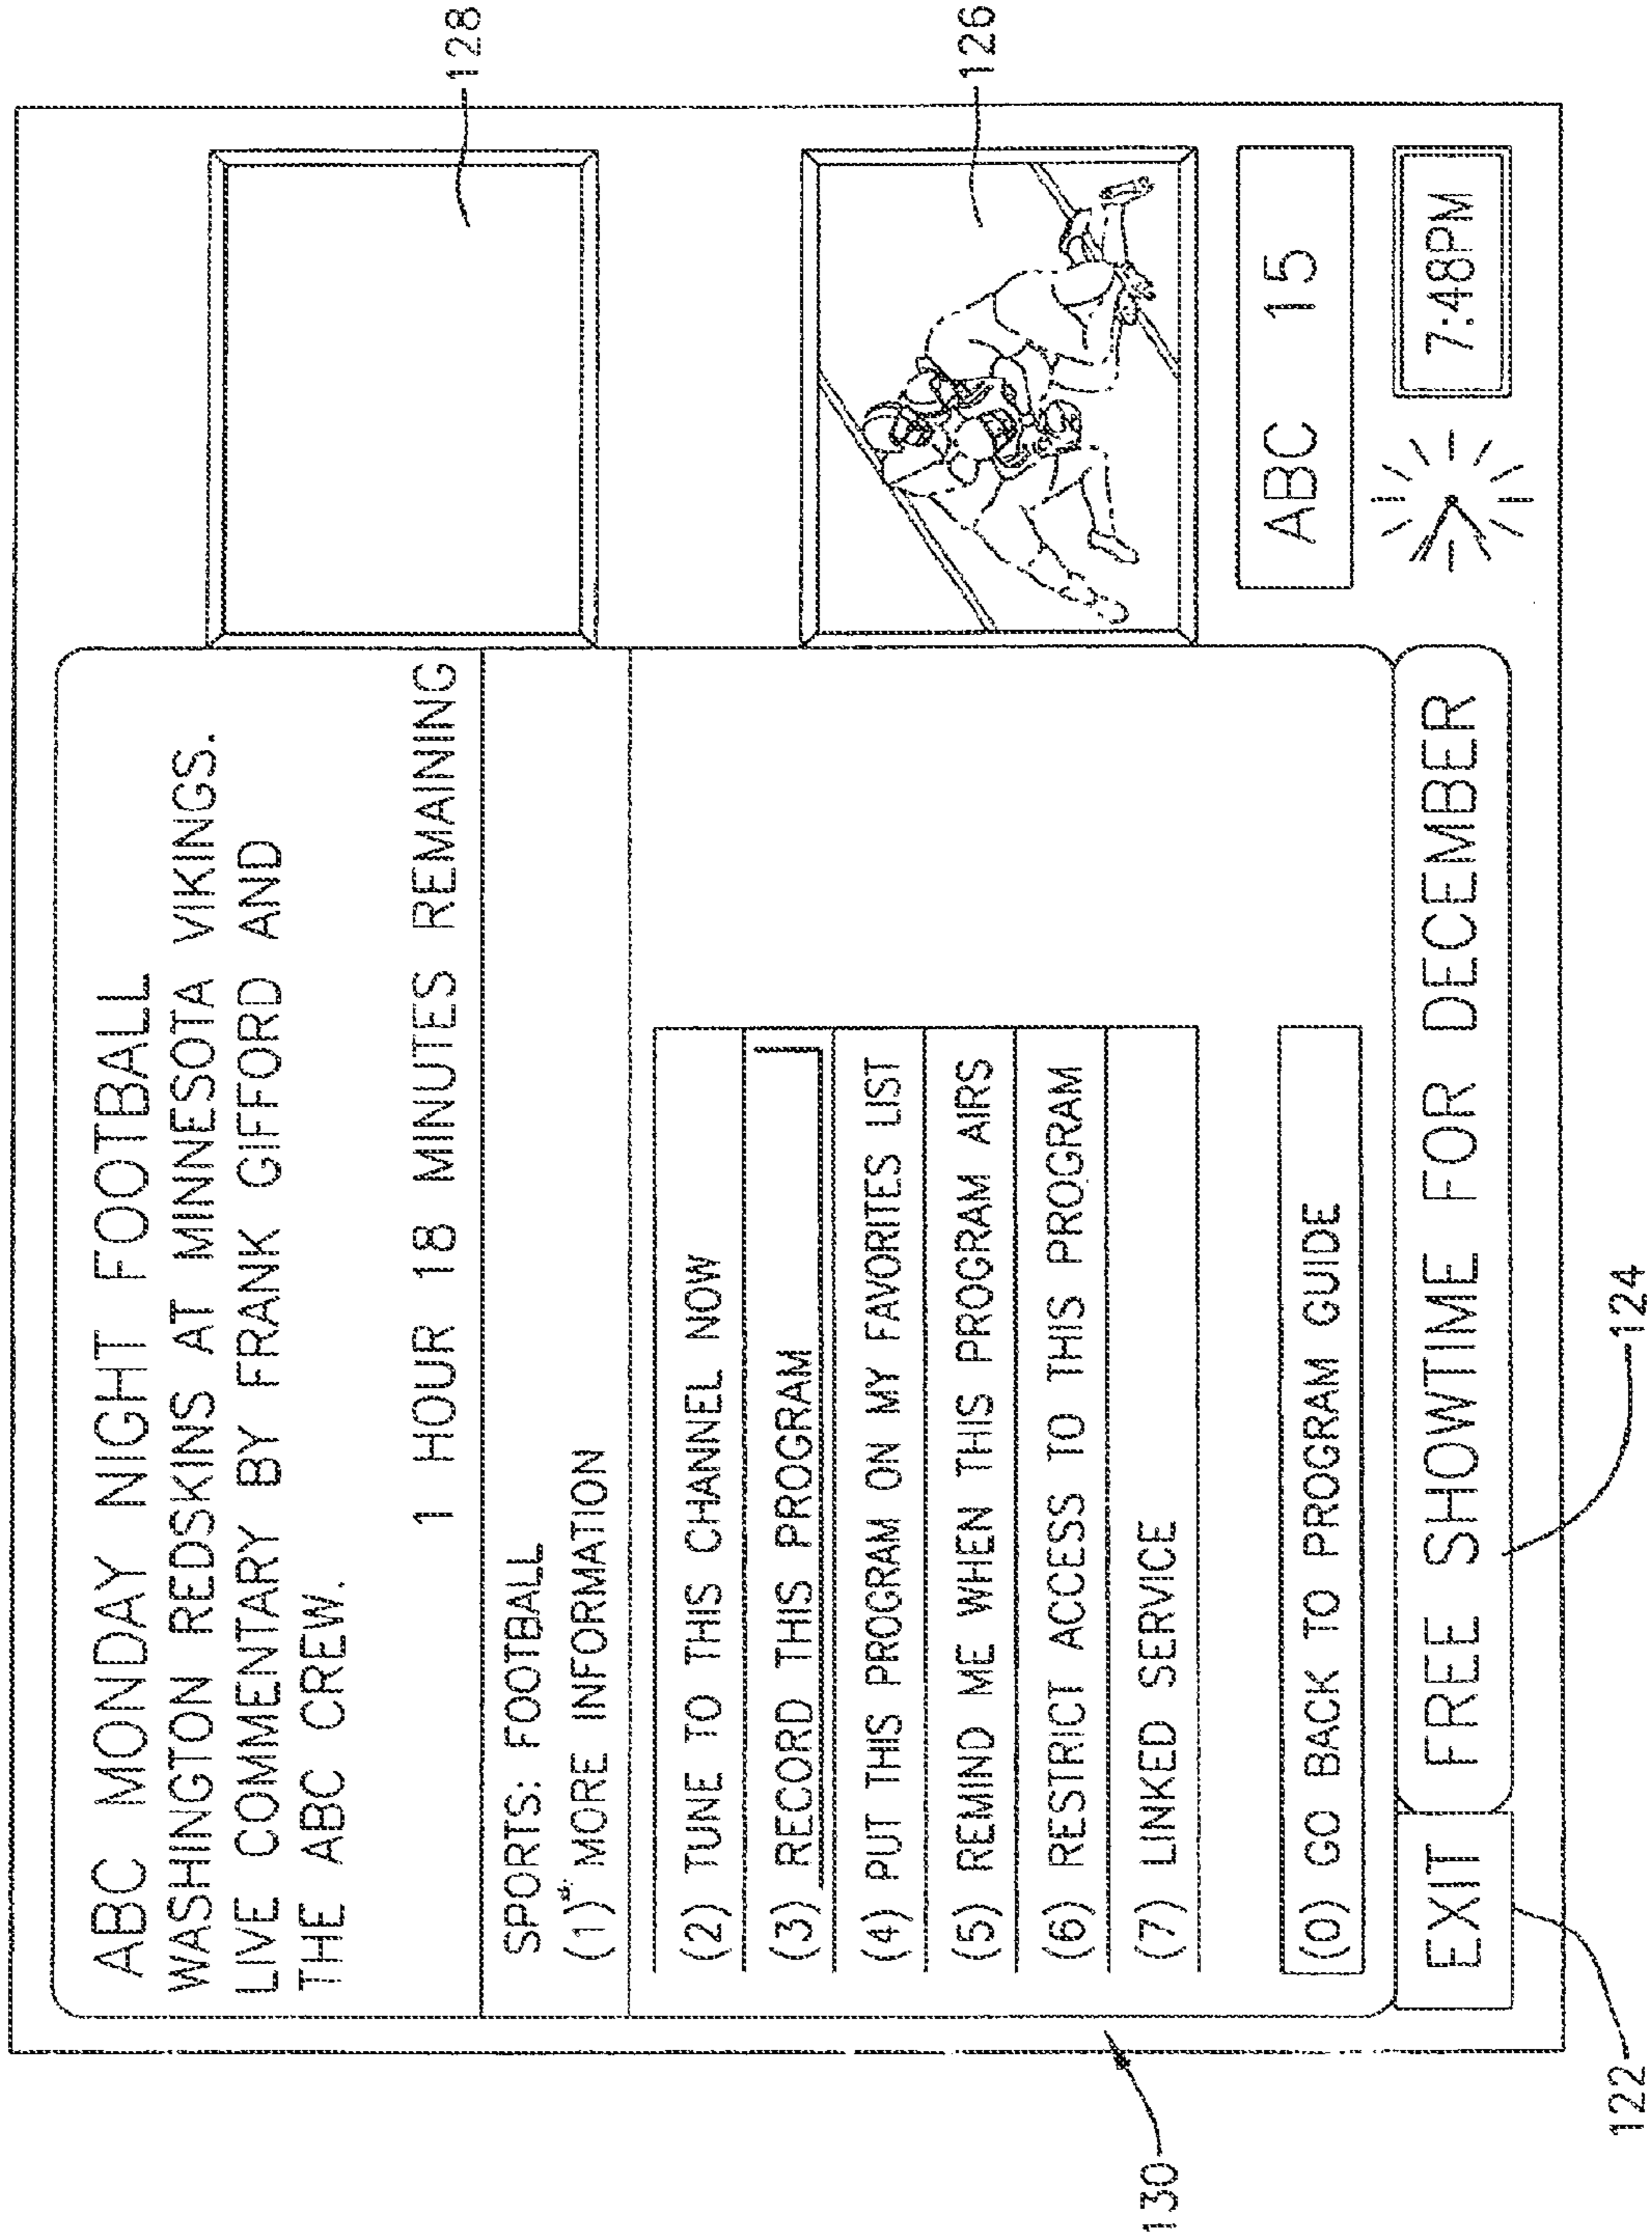 ABC MONDAY NIGHT FOOTBALL
WASHINGTON REDSKINS AT MINNESOTA VIKINGS.
LIVE COMMENTARY BY FRANK GIFFORD AND
THE ABC CREW.
1 HOUR 18 MINUTES REMAINING
SPORTS: FOOTBALL
(1) MORE INFORMATION
(2) TUNE TO THIS CHANNEL NOW
(3) RECORD THIS PROGRAM
(4) PUT THIS PROGRAM ON MY FAVORITES LIST
(5) REMIND ME WHEN THIS PROGRAM AIRS
(6) RESTRICT ACCESS TO THIS PROGRAM
(7) LINKED SERVICE
(0) GO BACK TO PROGRAM GUIDE
EXIT
FREE SHOWTIME FOR DECEMBER
ABC 15
7:48PM
128
126
130
122
124